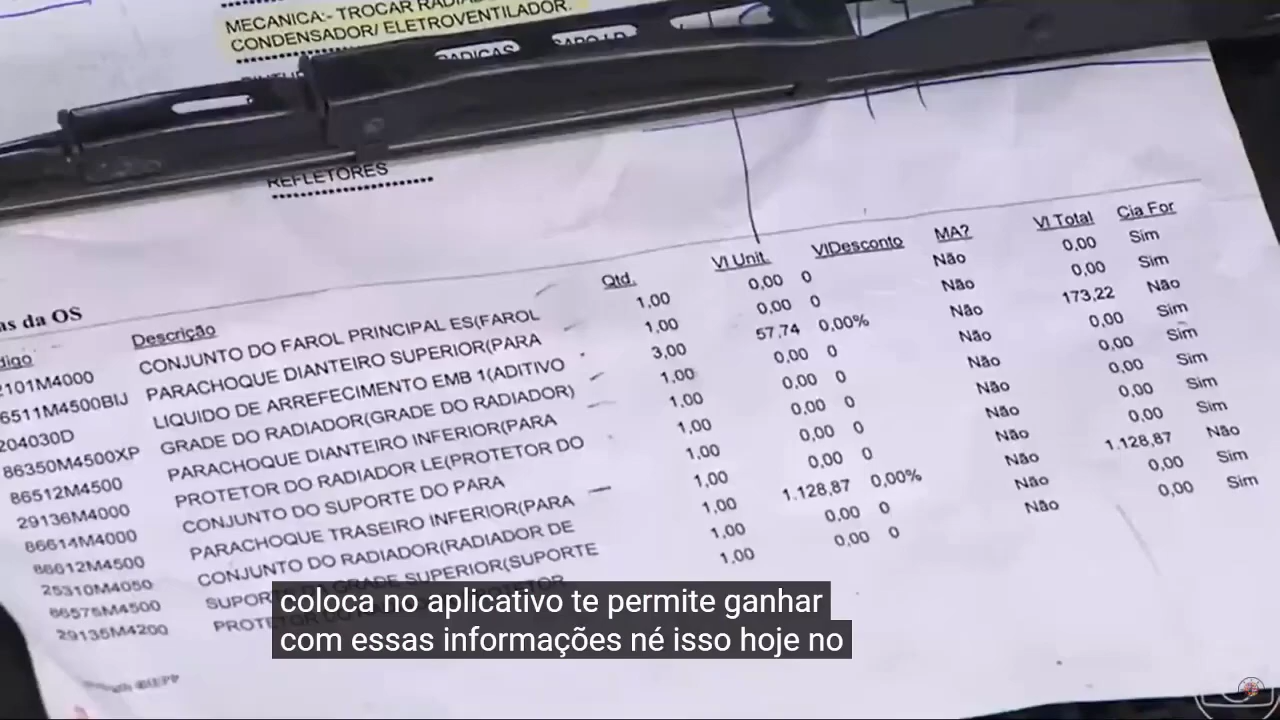 MECANICA:- TROCAR
CONDENSADOR/ ELETROVENTILADOR.
REFLETORES
da OS
Descrição Qtd. Vl Unit. VlDesconto MA? Vl Total Cia For
2101M4000 CONJUNTO DO FAROL PRINCIPAL ES(FAROL 1,00 0,00 0 Não 0,00 Sim
6511M4500BIJ PARACHOQUE DIANTEIRO SUPERIOR(PARA 1,00 0,00 0 Não 0,00 Sim
204030D LIQUIDO DE ARREFECIMENTO EMB 1(ADITIVO 3,00 57,74 0,00% Não 173,22 Não
86350M4500XP GRADE DO RADIADOR(GRADE DO RADIADOR) 1,00 0,00 0 Não 0,00 Sim
86512M4500 PARACHOQUE DIANTEIRO INFERIOR(PARA 1,00 0,00 0 Não 0,00 Sim
29136M4000 PROTETOR DO RADIADOR LE(PROTETOR DO 1,00 0,00 0 Não 0,00 Sim
86614M4000 CONJUNTO DO SUPORTE DO PARA 1,00 0,00 0 Não 0,00 Sim
86612M4500 PARACHOQUE TRASEIRO INFERIOR(PARA 1,00 0,00 0 Não 0,00 Sim
25310M4050 CONJUNTO DO RADIADOR(RADIADOR DE 1,00 1.128,87 0,00% Não 1.128,87 Não
86575M4500 SUPORTE DA GRADE SUPERIOR(SUPORTE 1,00 0,00 0 Não 0,00 Sim
29135M4200 1,00 0,00 0 Não 0,00 Sim
coloca no aplicativo te permite ganhar
com essas informações né isso hoje no